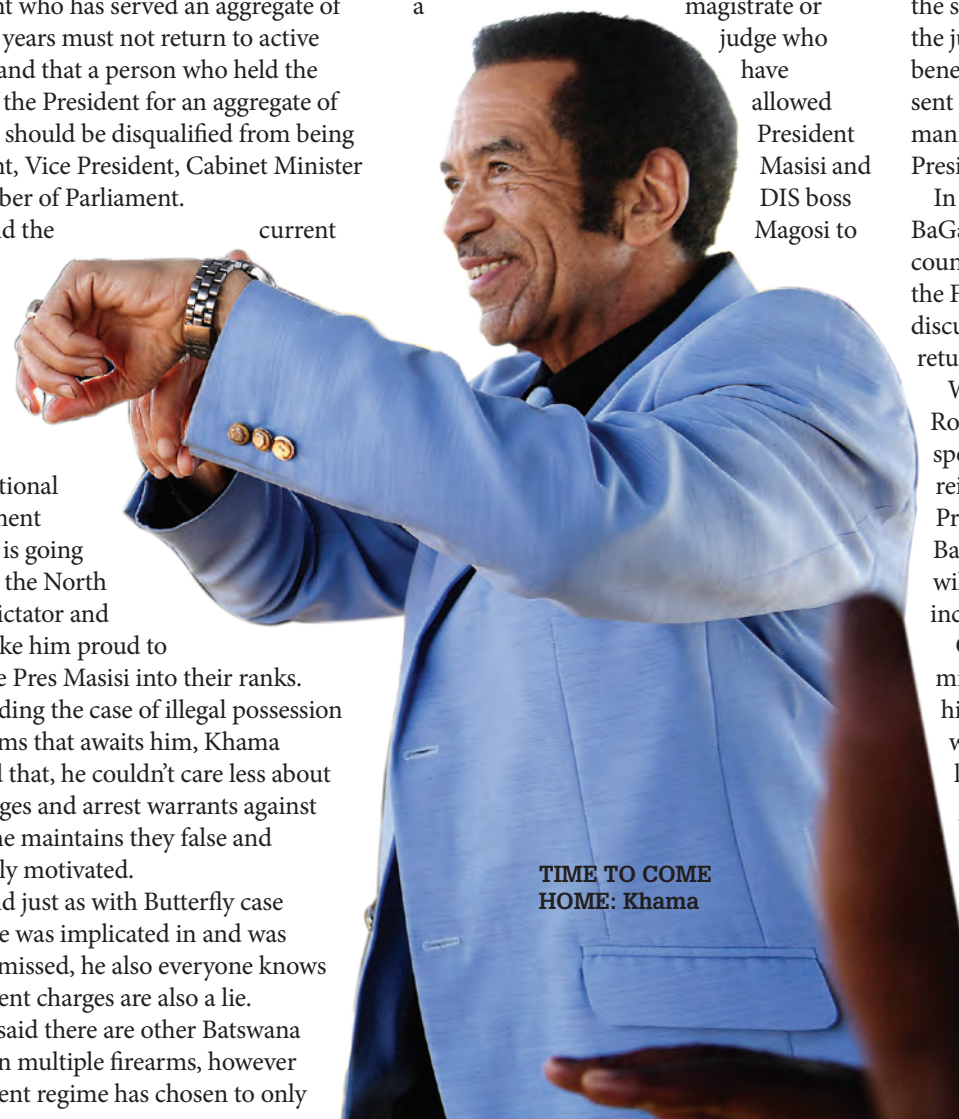 nt who has served an aggregate of
years must not return to active
and that a person who held the
the President for an aggregate of
should be disqualified from being
nt, Vice President, Cabinet Minister
ber of Parliament.
d the current
tional
ment
is going
the North
ictator and
ke him proud to
e Pres Masisi into their ranks.
ding the case of illegal possession
ms that awaits him, Khama
d that, he couldn’t care less about
ges and arrest warrants against
he maintains they false and
ly motivated.
d just as with Butterfly case
e was implicated in and was
missed, he also everyone knows
ent charges are also a lie.
said there are other Batswana
n multiple firearms, however
ent regime has chosen to only
a magistrate or
judge who
have
allowed
President
Masisi and
DIS boss
Magosi to
TIME TO COME
HOME: Khama
the s
the ju
bene
sent
mani
Presi
In
BaGa
coun
the F
discu
retu
W
Ro
spo
rei
Pr
Ba
wil
inc
mi
hi
w
l